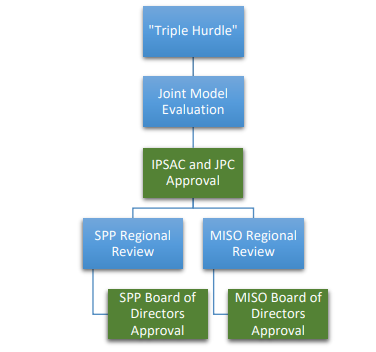 "Triple Hurdle"
Joint Model
Evaluation
IPSAC and JPC
Approval
SPP Regional
Review
MISO Regional
Review
SPP Board of
Directors
Approval
MISO Board of
Directors
Approval